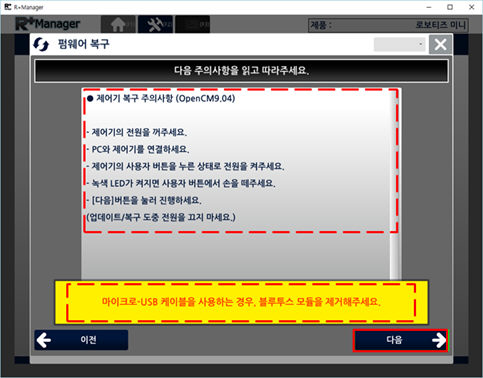 R+Manager
R+Manager
제품 :
로보티즈 미니
펌웨어 복구
다음 주의사항을 읽고 따라주세요.
● 제어기 복구 주의사항 (OpenCM9.04)
- 제어기의 전원을 꺼주세요.
- PC와 제어기를 연결하세요.
- 제어기의 사용자 버튼을 누른 상태로 전원을 켜주세요.
- 녹색 LED가 켜지면 사용자 버튼에서 손을 떼주세요.
- [다음]버튼을 눌러 진행하세요.
(업데이트/복구 도중 전원을 끄지 마세요.)
마이크로-USB 케이블을 사용하는 경우, 블루투스 모듈을 제거해주세요.
이전
다음